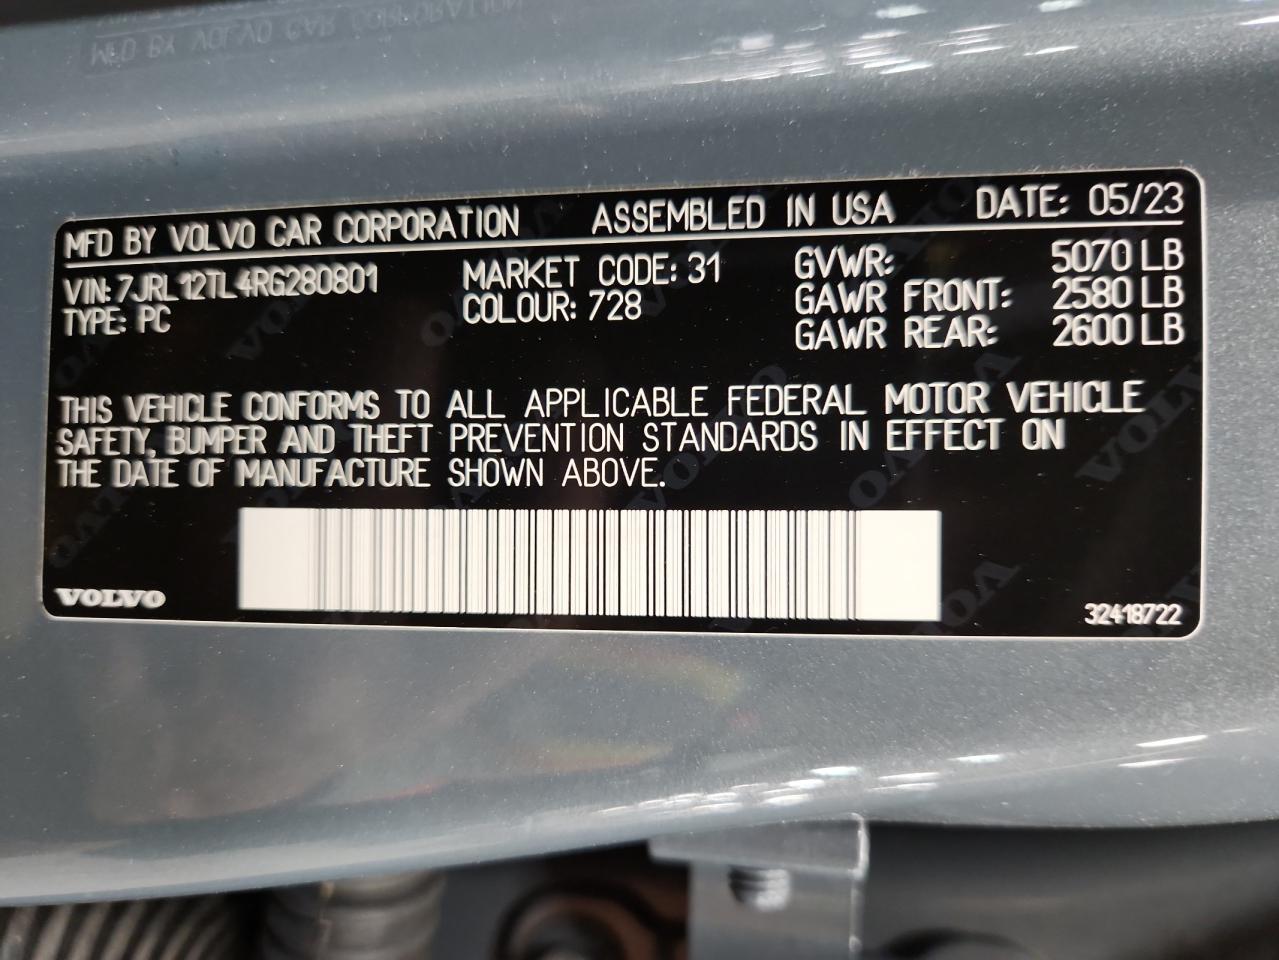 MFD BY VOLVO CAR CORPORATION ASSEMBLED IN USA DATE: 05/23
VIN: 7JRL12TL4RG280801 MARKET CODE: 31 GVWR: 5070 LB
TYPE: PC COLOUR: 728 GAWR FRONT: 2580 LB
GAWR REAR: 2600 LB
THIS VEHICLE CONFORMS TO ALL APPLICABLE FEDERAL MOTOR VEHICLE
SAFETY, BUMPER AND THEFT PREVENTION STANDARDS IN EFFECT ON
THE DATE OF MANUFACTURE SHOWN ABOVE.
VOLVO 32418722